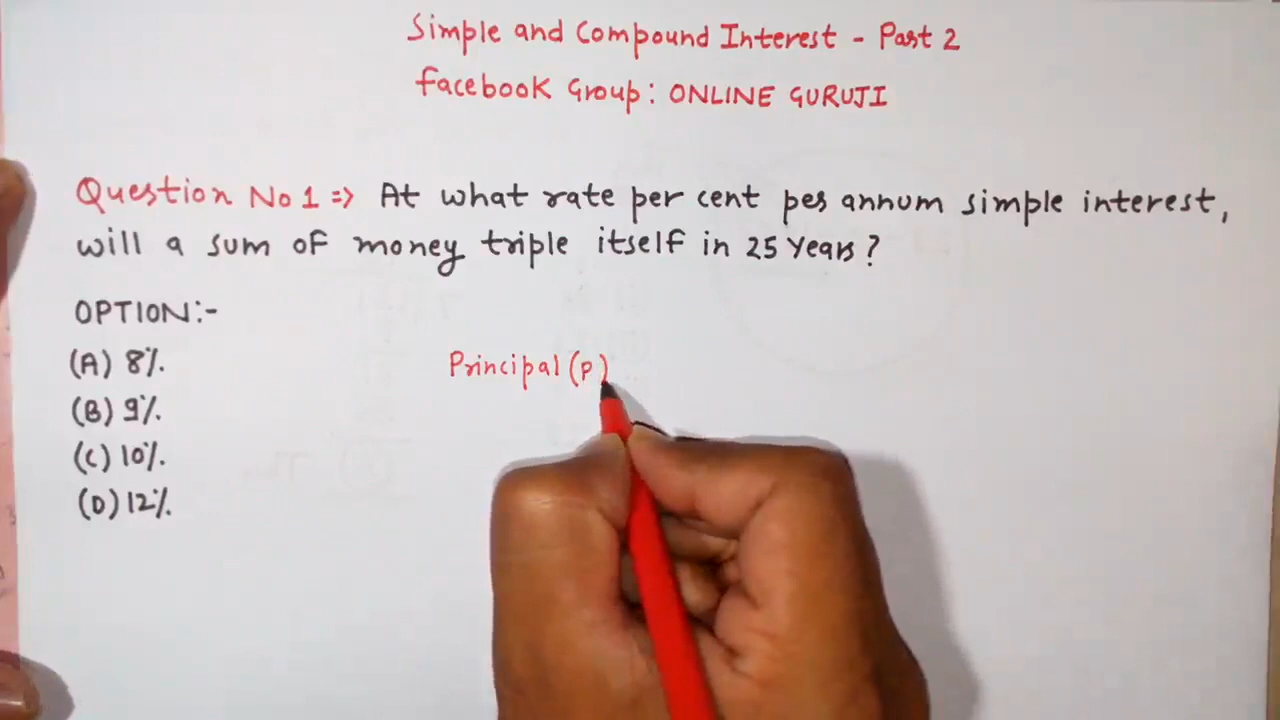 Simple and Compound Interest - Part 2
Facebook Group: ONLINE GURUJI
Question No 1 => At what rate per cent per annum simple interest,
will a sum of money triple itself in 25 Years?
OPTION:-
(A) 8%.
(B) 9%.
(C) 10%.
(D) 12%.
Principal (P)